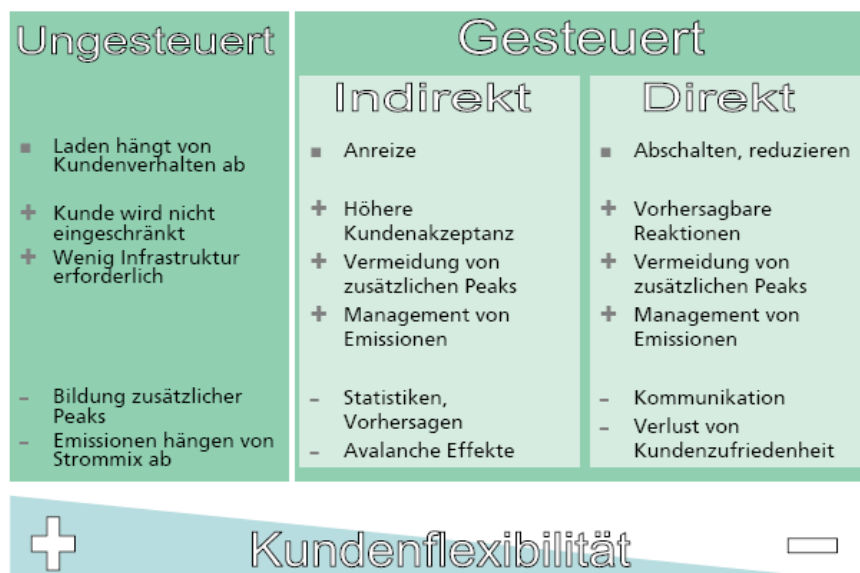 Ungesteuert
▪ Laden hängt von
Kundenverhalten ab
+ Kunde wird nicht
eingeschränkt
+ Wenig Infrastruktur
erforderlich
– Bildung zusätzlicher
Peaks
– Emissionen hängen von
Strommix ab
Gesteuert
Indirekt
▪ Anreize
+ Höhere
Kundenakzeptanz
+ Vermeidung von
zusätzlichen Peaks
+ Management von
Emissionen
– Statistiken,
Vorhersagen
– Avalanche Effekte
Direkt
▪ Abschalten, reduzieren
+ Vorhersagbare
Reaktionen
+ Vermeidung von
zusätzlichen Peaks
+ Management von
Emissionen
– Kommunikation
– Verlust von
Kundenzufriedenheit
+ Kundenflexibilität –